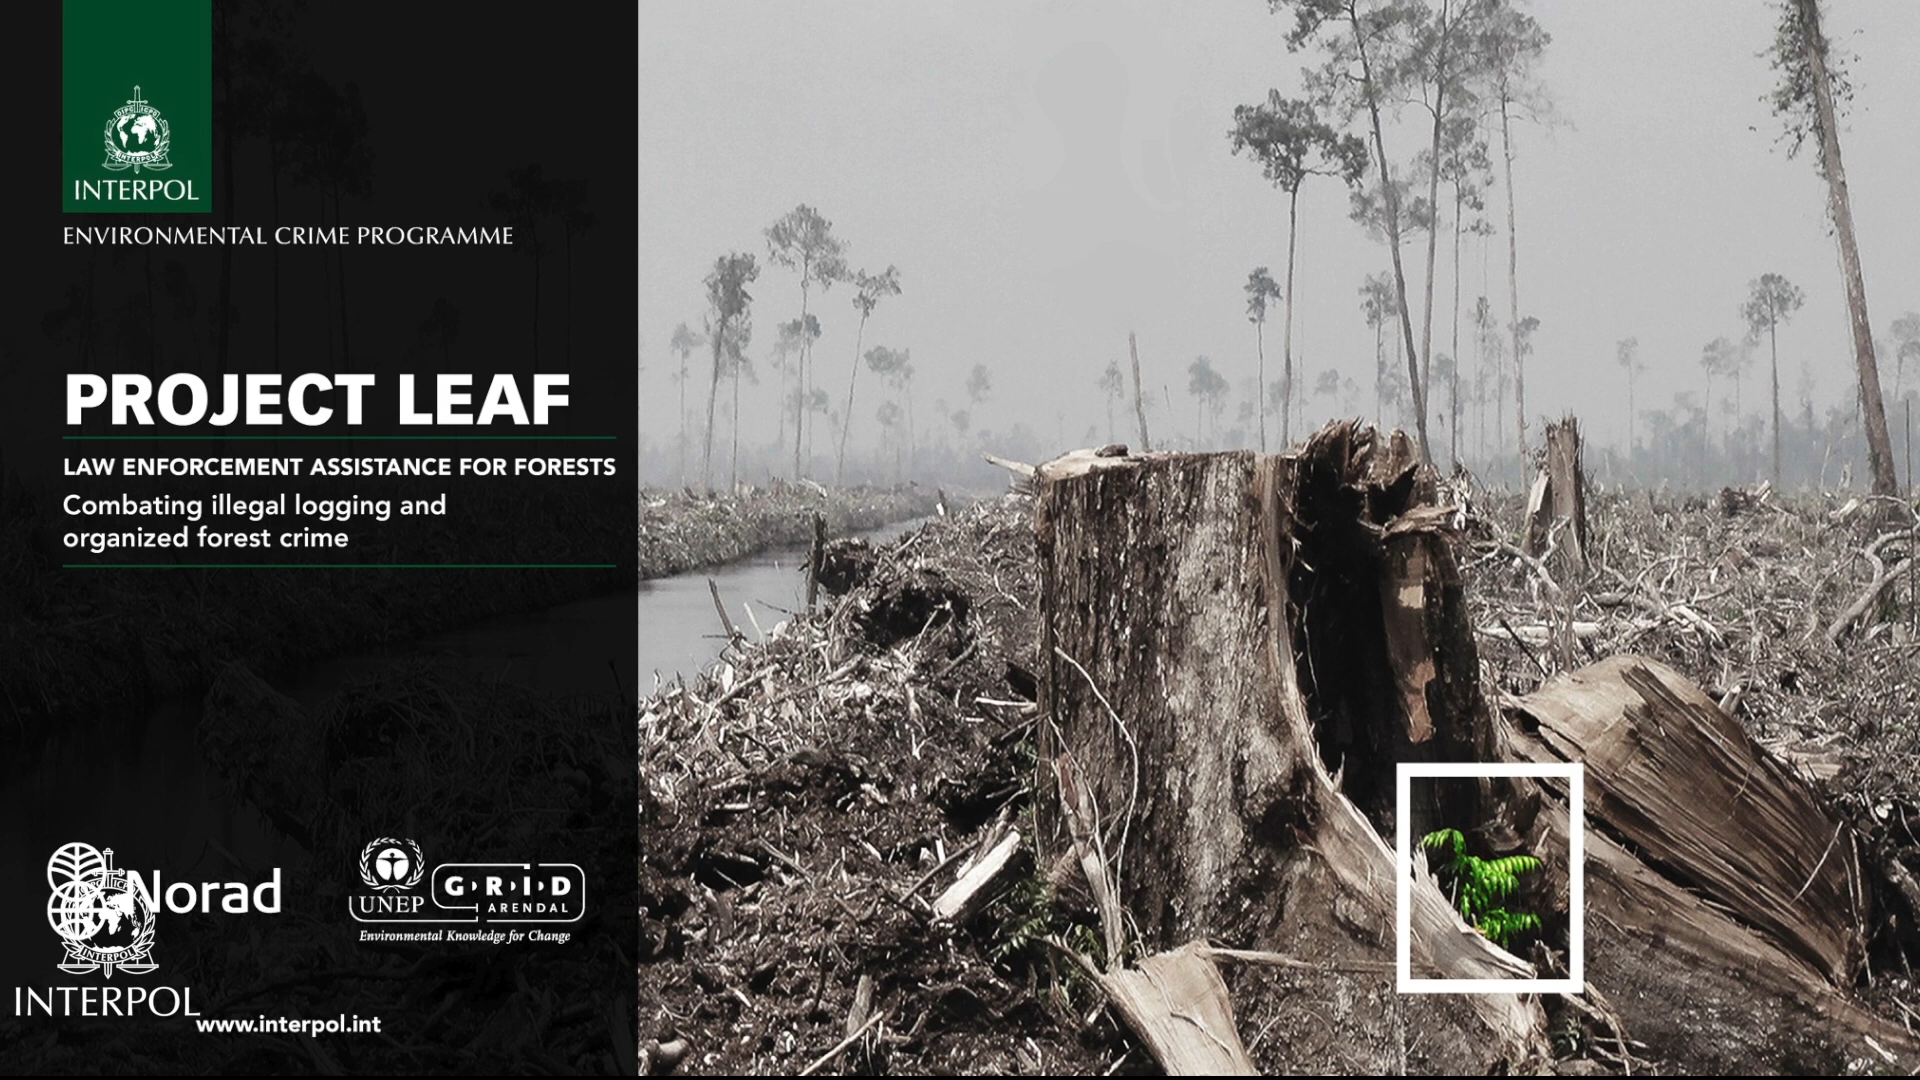 INTERPOL
ENVIRONMENTAL CRIME PROGRAMME
PROJECT LEAF
LAW ENFORCEMENT ASSISTANCE FOR FORESTS
Combating illegal logging and
organized forest crime
Norad
UNEP
G·R·I·D
ARENDAL
Environmental Knowledge for Change
INTERPOL
INTERPOL
www.interpol.int